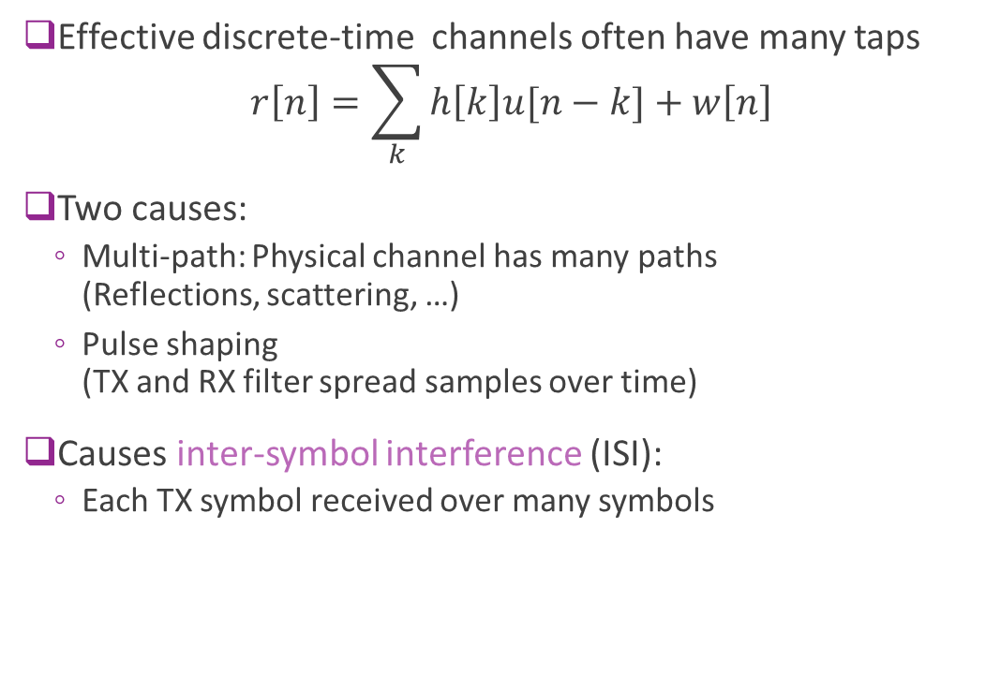 ❑Effective discrete-time channels often have many taps
r[n] = ∑ h[k]u[n − k] + w[n]
k
❑Two causes:
◦ Multi-path: Physical channel has many paths
(Reflections, scattering, …)
◦ Pulse shaping
(TX and RX filter spread samples over time)
❑Causes inter-symbol interference (ISI):
◦ Each TX symbol received over many symbols